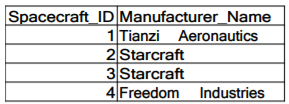 Spacecraft_ID Manufacturer_Name
1 Tianzi Aeronautics
2 Starcraft
3 Starcraft
4 Freedom Industries